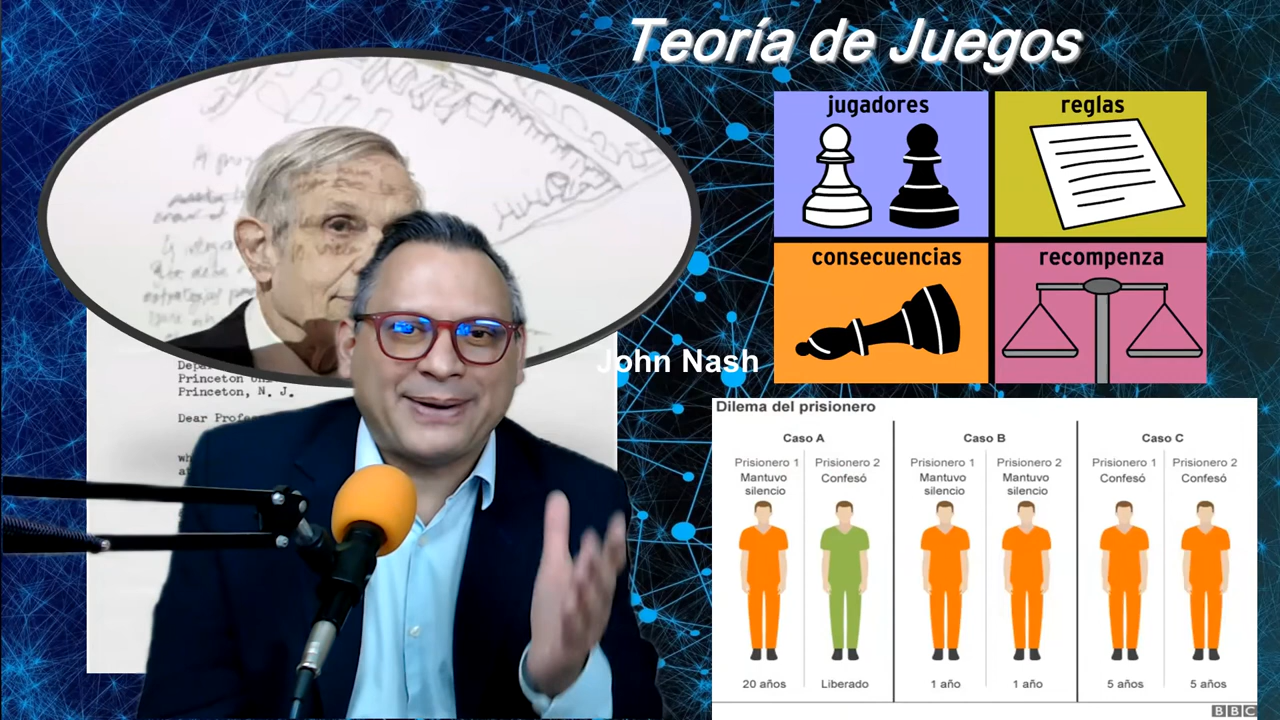 Teoría de Juegos
jugadores
reglas
consecuencias
recompenza
John Nash
Princeton
Princeton, N. J.
Dear
Dilema del prisionero
Caso A
Caso B
Caso C
Prisionero 1
Prisionero 2
Prisionero 1
Prisionero 2
Prisionero 1
Prisionero 2
Mantuvo
silencio
Confesó
Mantuvo
silencio
Mantuvo
silencio
Confesó
Confesó
20 años
Liberado
1 año
1 año
5 años
5 años
BBC